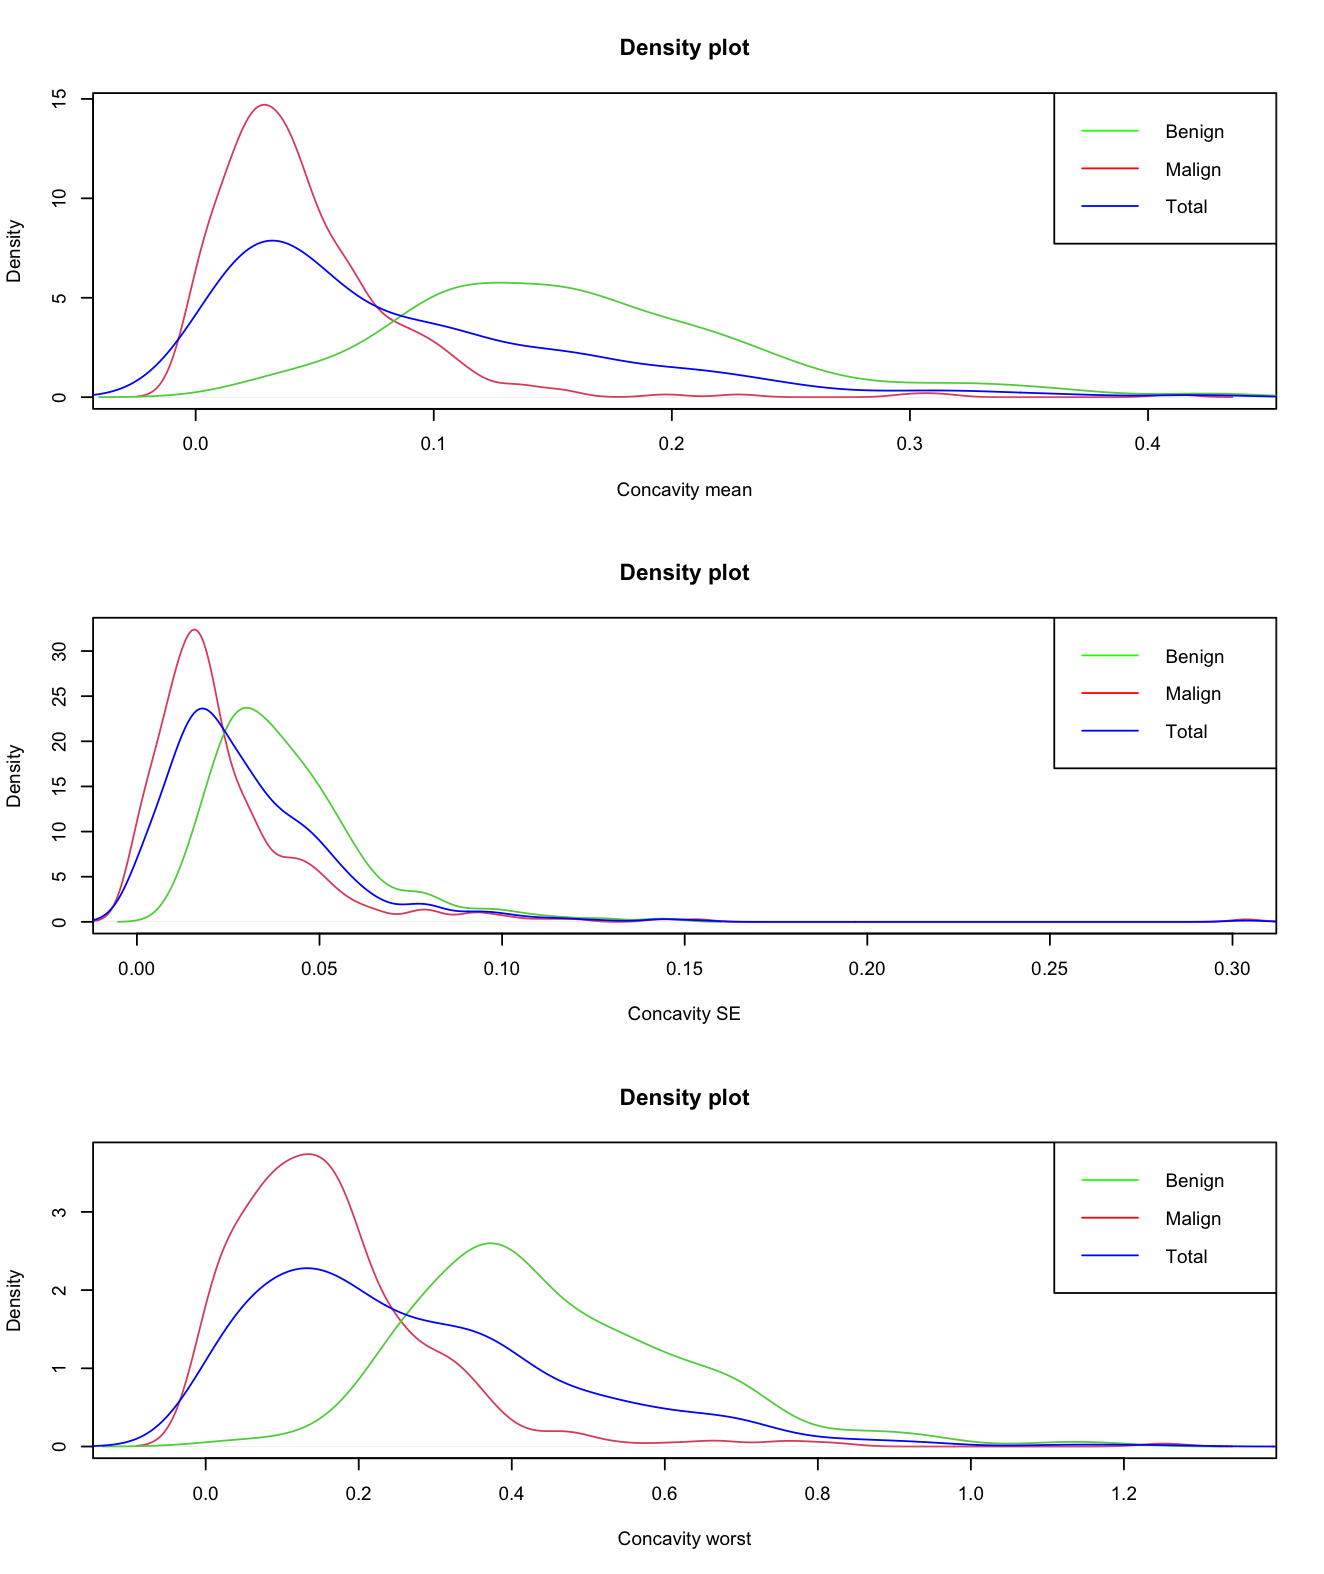 Density plot
Density
15
10
5
0
Benign
Malign
Total
0.0 0.1 0.2 0.3 0.4
Concavity mean
Density plot
Density
30
25
20
15
10
5
0
Benign
Malign
Total
0.00 0.05 0.10 0.15 0.20 0.25 0.30
Concavity SE
Density plot
Density
3
2
1
0
Benign
Malign
Total
0.0 0.2 0.4 0.6 0.8 1.0 1.2
Concavity worst